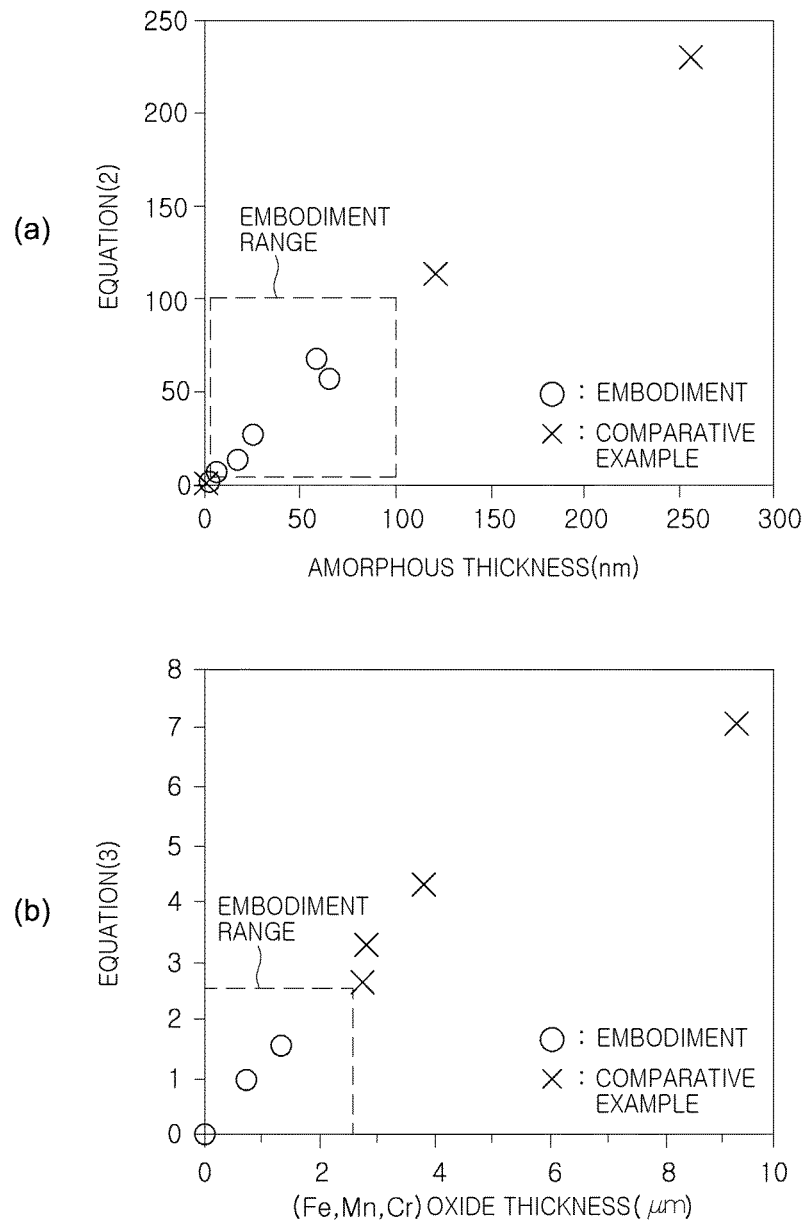 (a)
EQUATION(2)
250
200
150
100
50
0
EMBODIMENT
RANGE
○ : EMBODIMENT
× : COMPARATIVE
EXAMPLE
0 50 100 150 200 250 300
AMORPHOUS THICKNESS(nm)
(b)
EQUATION(3)
8
7
6
5
4
3
2
1
0
EMBODIMENT
RANGE
○ : EMBODIMENT
× : COMPARATIVE
EXAMPLE
0 2 4 6 8 10
(Fe,Mn,Cr) OXIDE THICKNESS( μm)